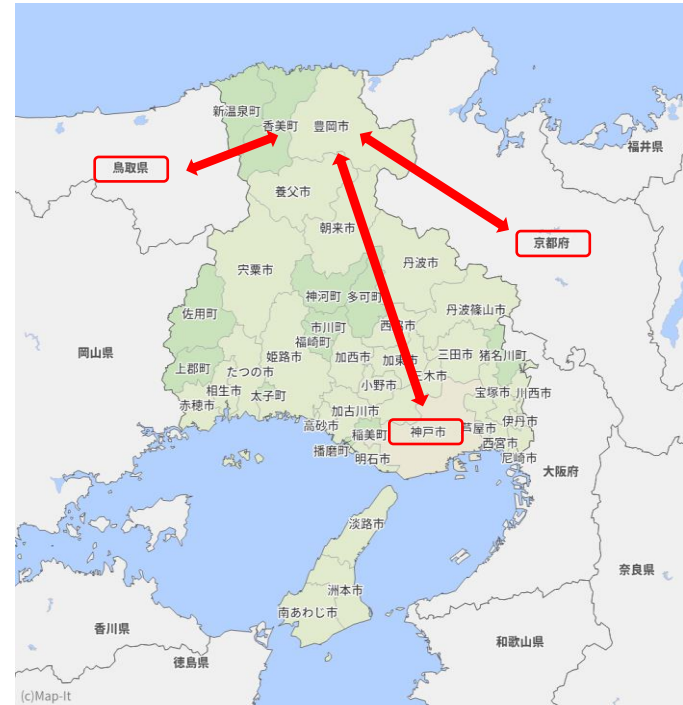 新温泉町
香美町
豊岡市
福井県
鳥取県
養父市
京都府
朝来市
宍粟市
丹波市
神河町
多可町
丹波篠山市
佐用町
市川町
西脇市
福崎町
岡山県
姫路市
加西市
加東市
三田市
猪名川町
上郡町
たつの市
三木市
相生市
太子町
小野市
宝塚市
川西市
赤穂市
加古川市
高砂市
稲美町
神戸市
芦屋市
伊丹市
西宮市
播磨町
明石市
尼崎市
大阪府
淡路市
奈良県
洲本市
南あわじ市
香川県
和歌山県
徳島県
(c)Map-It